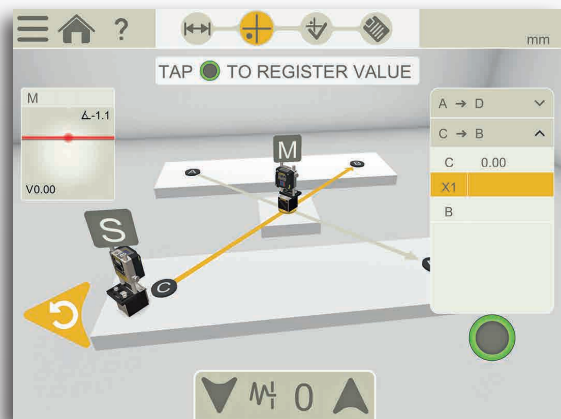 ?
mm
TAP TO REGISTER VALUE
M
∡-1.1
V0.00
A → D
C → B
C 0.00
X1
B
M
A
B
S
C
0